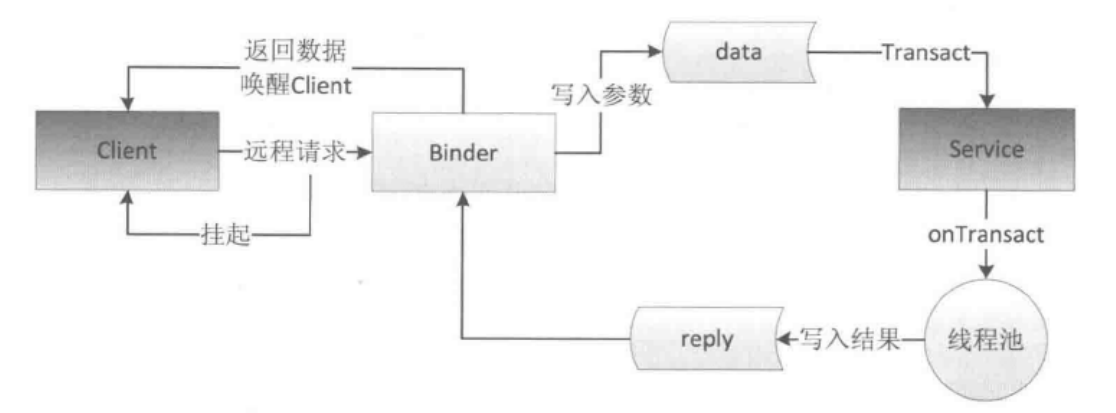 返回数据
唤醒Client
data
Transact
写入参数
Client
远程请求
Binder
Service
挂起
onTransact
reply
写入结果
线程池